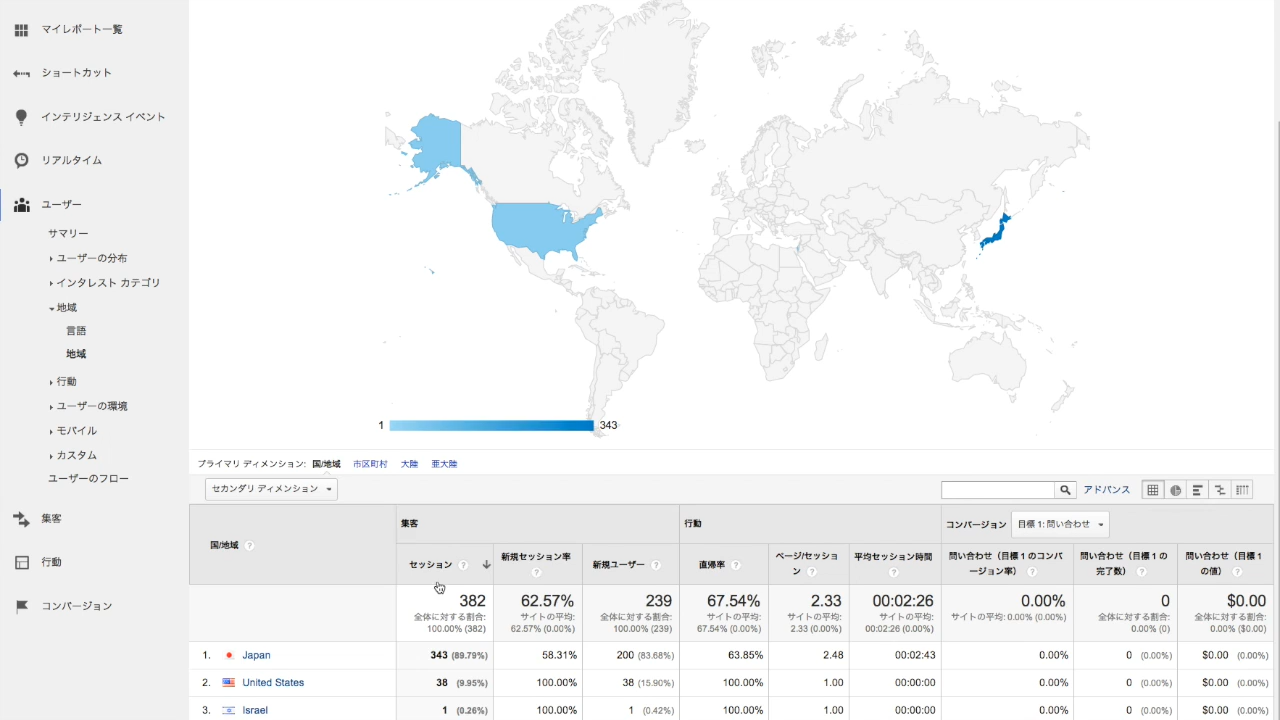 マイレポート一覧
ショートカット
インテリジェンス イベント
リアルタイム
ユーザー
サマリー
ユーザーの分布
インタレスト カテゴリ
地域
言語
地域
行動
ユーザーの環境
モバイル
カスタム
ユーザーのフロー
集客
行動
コンバージョン
1 343
プライマリ ディメンション: 国/地域 市区町村 大陸 亜大陸
セカンダリ ディメンション アドバンス
集客 行動 コンバージョン 目標 1: 問い合わせ
国/地域 ?
セッション ? 新規セッション率 ? 新規ユーザー ? 直帰率 ? ページ/セッション ? 平均セッション時間 ? 問い合わせ（目標 1 のコンバージョン率） ? 問い合わせ（目標 1 の完了数） ? 問い合わせ（目標 1 の値） ?
382 62.57% 239 67.54% 2.33 00:02:26 0.00% 0 $0.00
全体に対する割合: サイトの平均: 全体に対する割合: サイトの平均: サイトの平均: サイトの平均: サイトの平均: 0.00% (0.00%) 全体に対する割合: 全体に対する割合:
100.00% (382) 62.57% (0.00%) 100.00% (239) 67.54% (0.00%) 2.33 (0.00%) 00:02:26 (0.00%) 0.00% (0) 0.00% ($0.00)
1. Japan 343 (89.79%) 58.31% 200 (83.68%) 63.85% 2.48 00:02:43 0.00% 0 (0.00%) $0.00 (0.00%)
2. United States 38 (9.95%) 100.00% 38 (15.90%) 100.00% 1.00 00:00:00 0.00% 0 (0.00%) $0.00 (0.00%)
3. Israel 1 (0.26%) 100.00% 1 (0.42%) 100.00% 1.00 00:00:00 0.00% 0 (0.00%) $0.00 (0.00%)